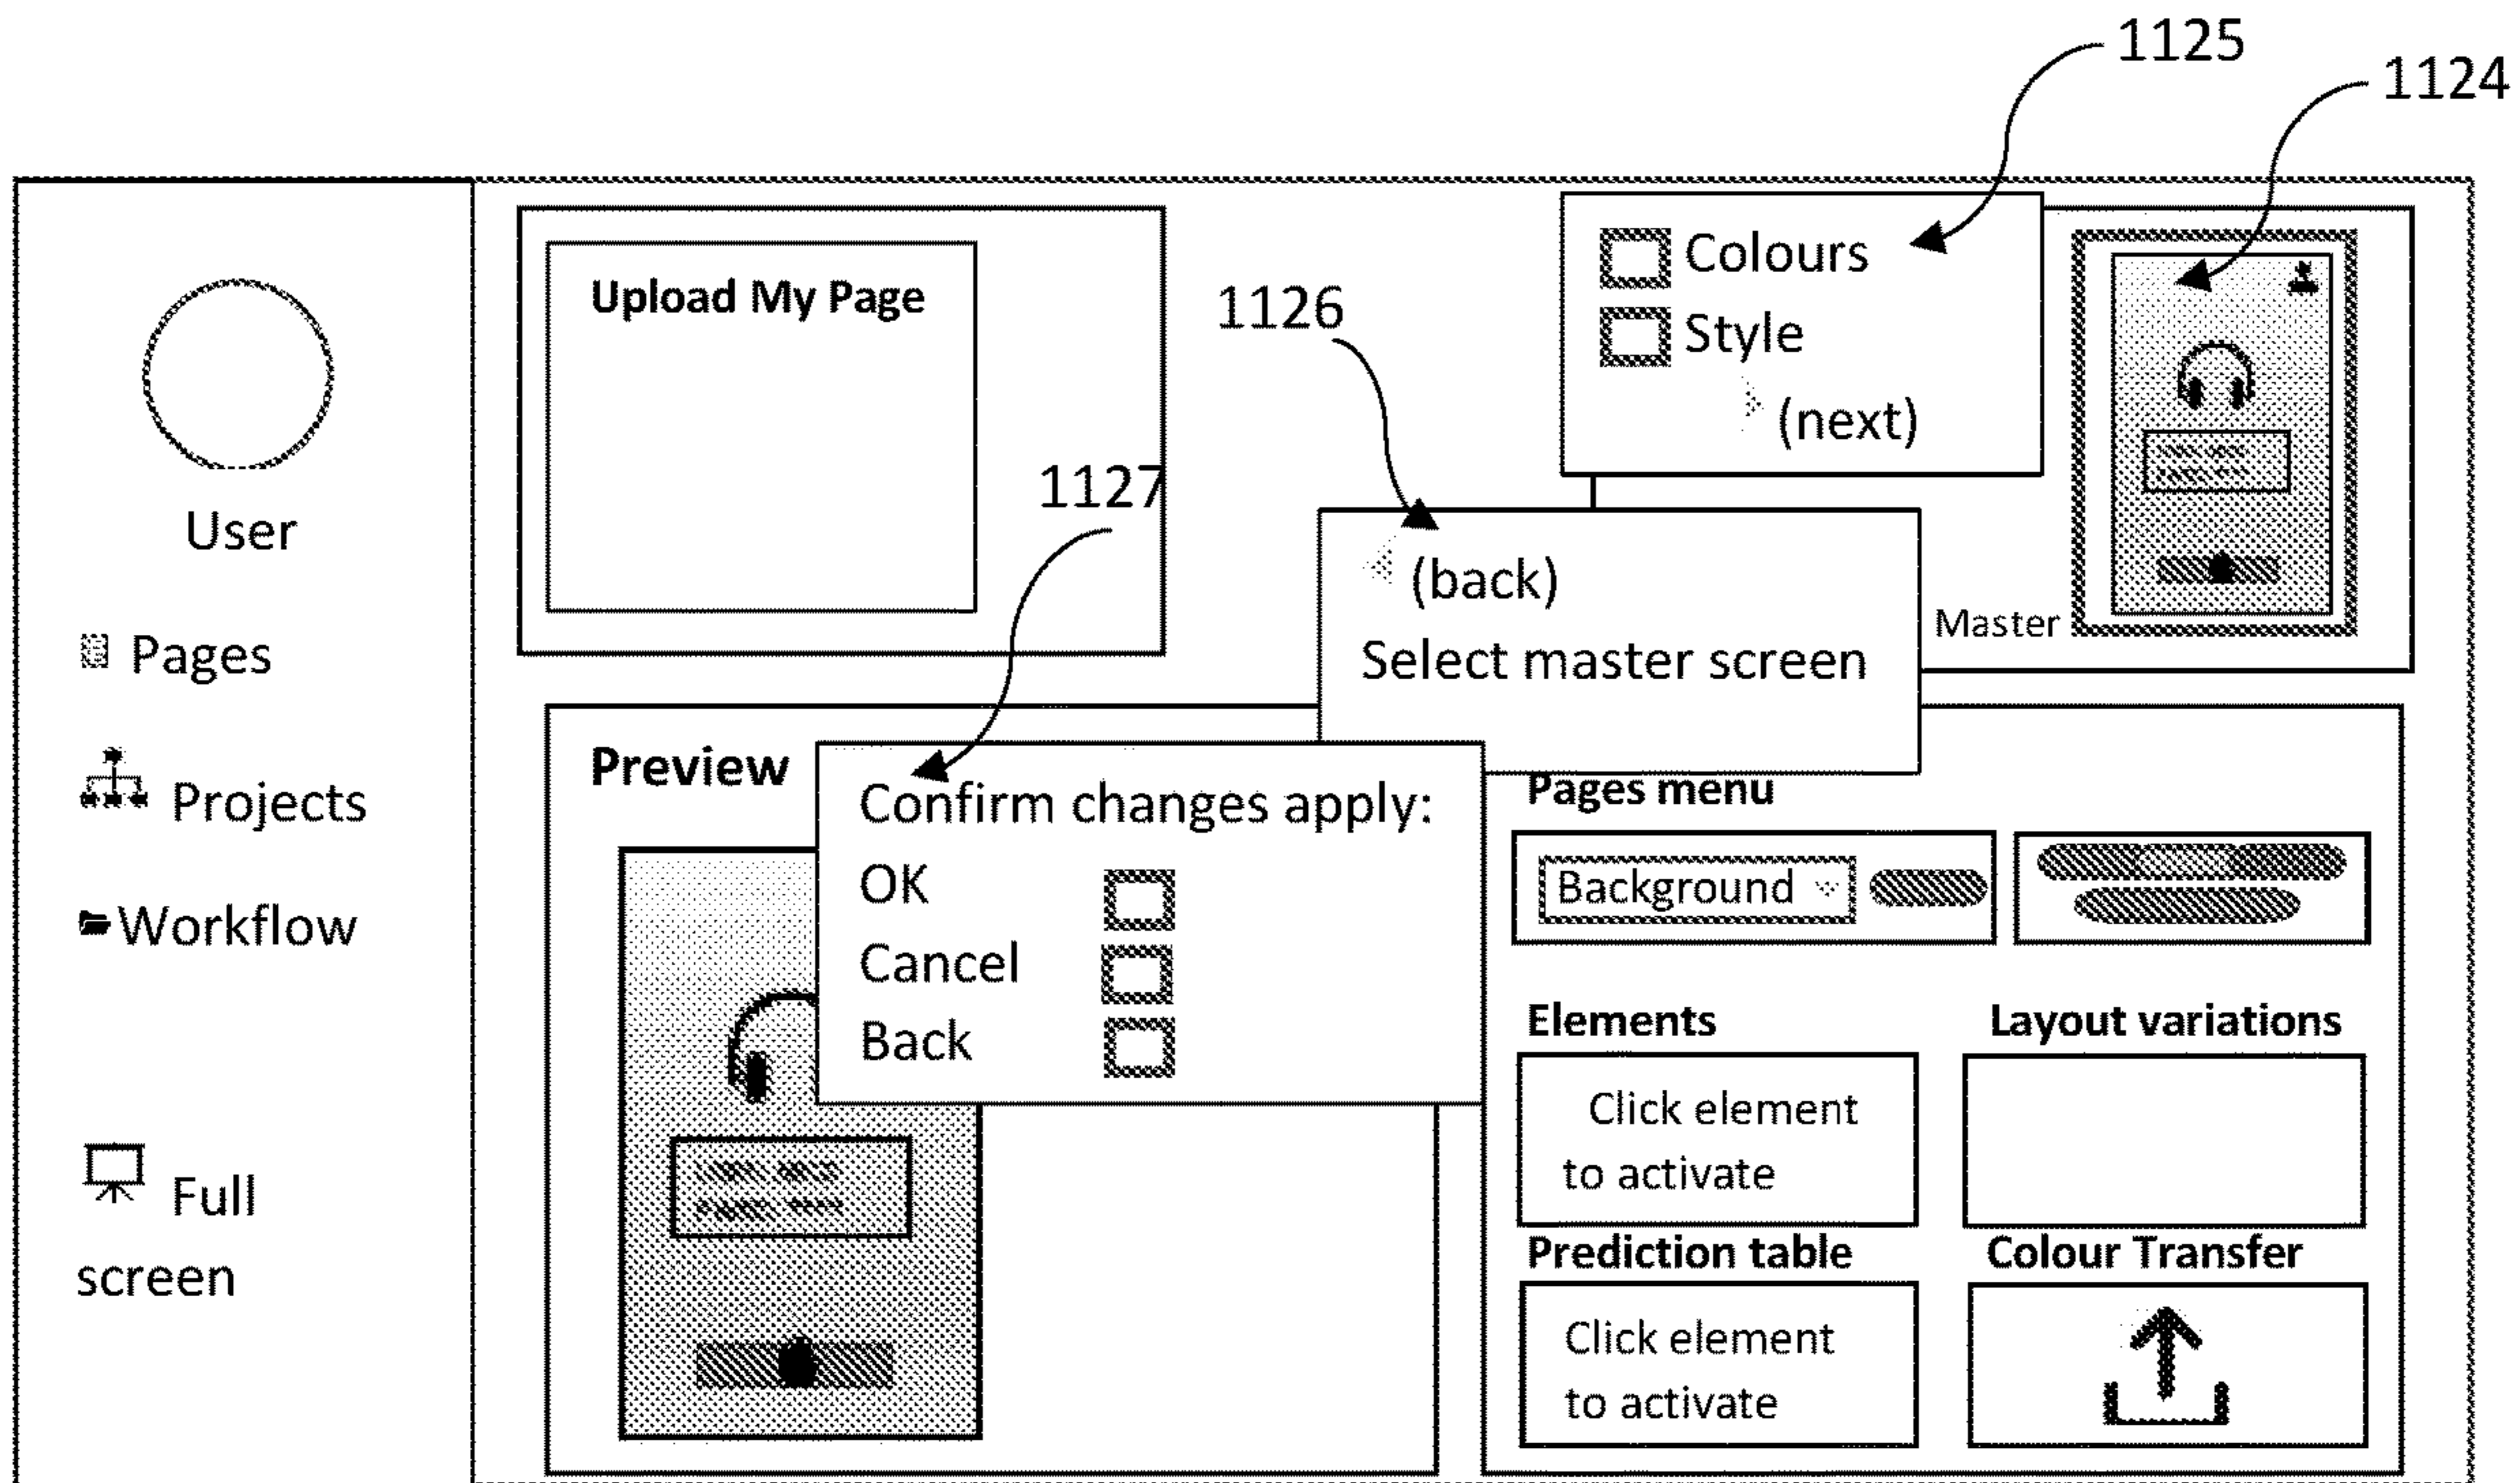 1125
1124
Colours
Upload My Page
1126
Style
(next)
1127
User
(back)
Master
Select master screen
Pages
Preview
Pages menu
Confirm changes apply:
Projects
OK
Background
Workflow
Cancel
Elements
Layout variations
Back
Click element
to activate
Full
screen
Prediction table
Colour Transfer
Click element
to activate